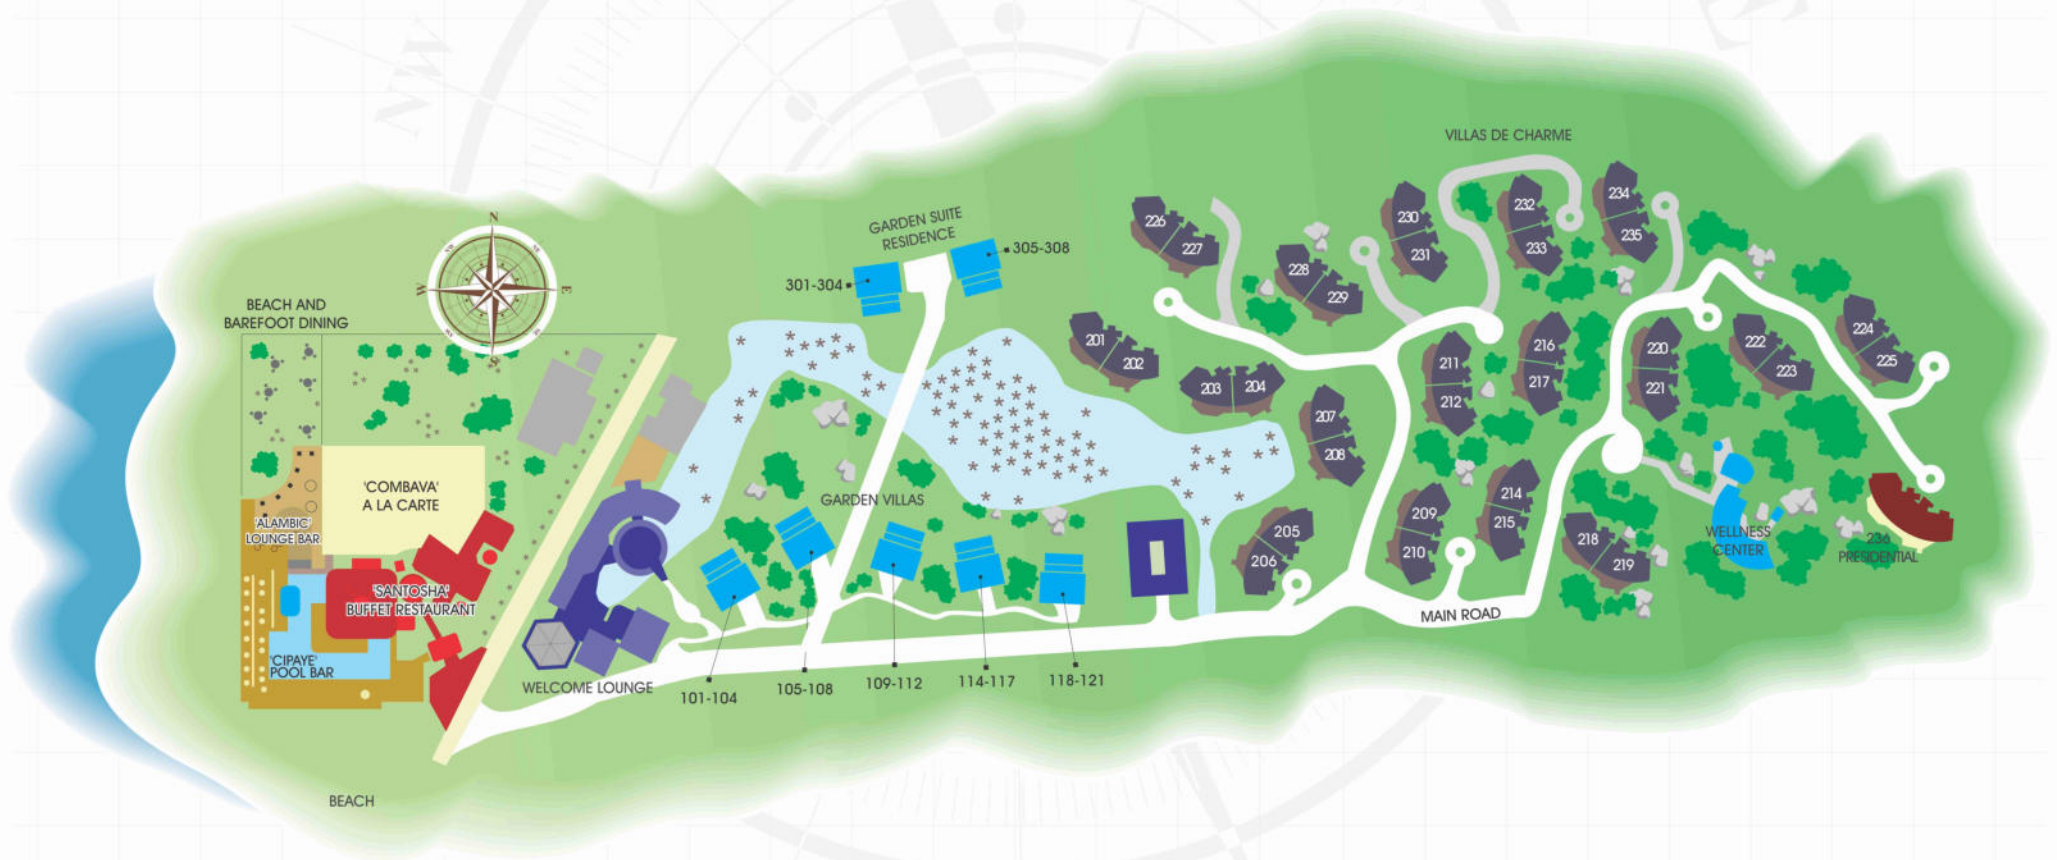 NW
E
VILLAS DE CHARME
GARDEN SUITE
RESIDENCE
301-304
305-308
N
W
E
S
BEACH AND
BAREFOOT DINING
'COMBAVA'
A LA CARTE
'ALAMBIC'
LOUNGE BAR
'SANTOSHA'
BUFFET RESTAURANT
'CIPAYE'
POOL BAR
WELCOME LOUNGE
BEACH
GARDEN VILLAS
101-104
105-108
109-112
114-117
118-121
MAIN ROAD
226
227
228
229
230
231
232
233
234
235
201
202
203
204
207
208
205
206
211
212
209
210
216
217
214
215
220
221
222
223
224
225
218
219
WELLNESS
CENTER
236
PRESIDENTIAL